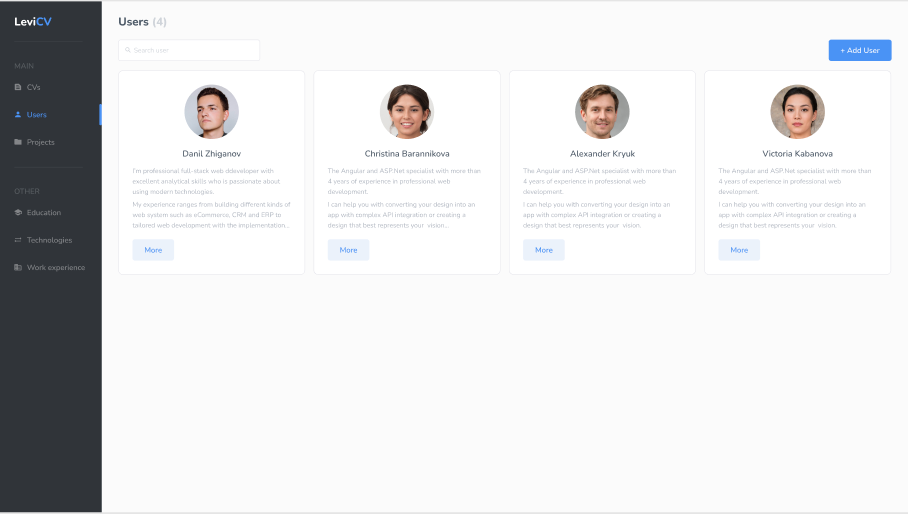 LeviCV
MAIN
CVs
Users
Projects
OTHER
Education
Technologies
Work experience
Users (4)
Search user
+ Add User
Danil Zhiganov
I'm professional full-stack web ddeveloper with
excellent analytical skills who is passionate about
using modern technologies.
My experience ranges from building different kinds of
web system such as eCommerce, CRM and ERP to
tailored web development with the implementation...
More
Christina Barannikova
The Angular and ASP.Net specialist with more than
4 years of experience in professional web
development.
I can help you with converting your design into an
app with complex API integration or creating a
design that best represents your vision...
More
Alexander Kryuk
The Angular and ASP.Net specialist with more than
4 years of experience in professional web
development.
I can help you with converting your design into an
app with complex API integration or creating a
design that best represents your vision.
More
Victoria Kabanova
The Angular and ASP.Net specialist with more than
4 years of experience in professional web
development.
I can help you with converting your design into an
app with complex API integration or creating a
design that best represents your vision.
More